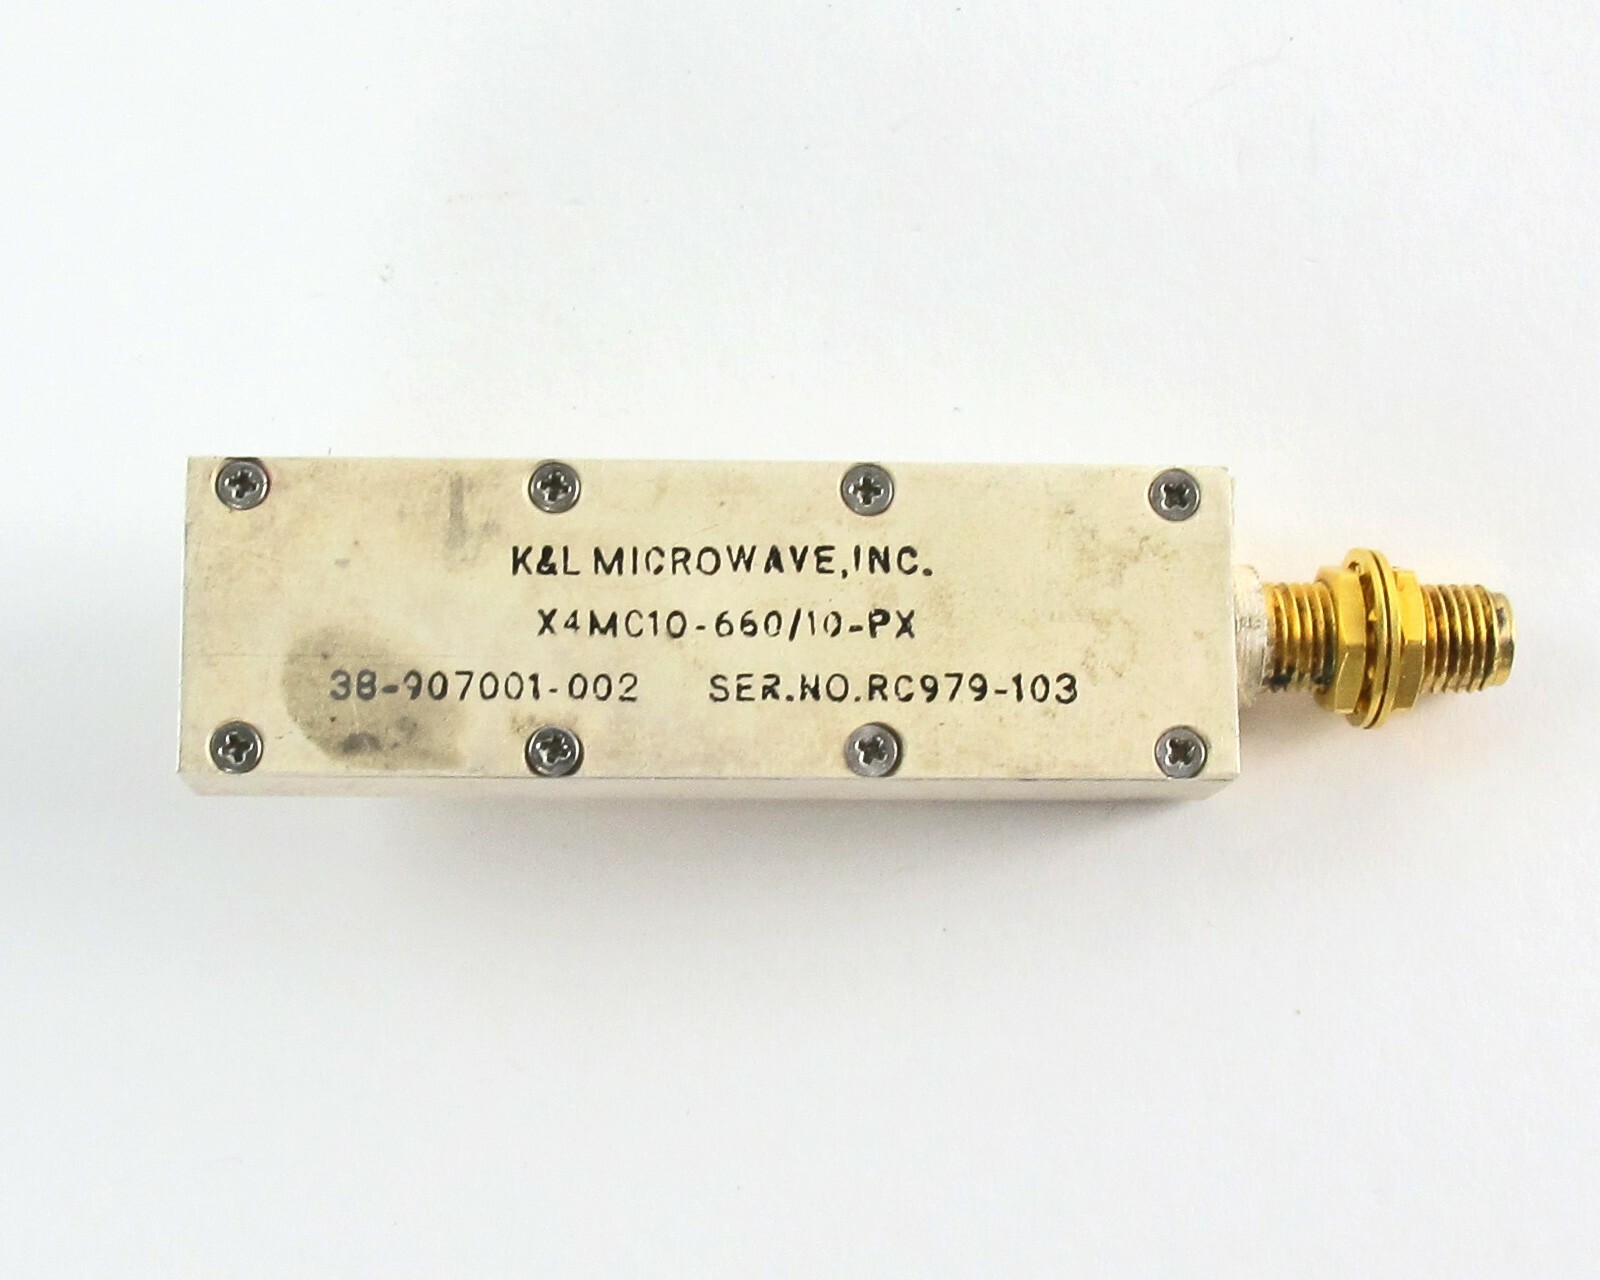 K&L MICROWAVE, INC.
X4MC10-660/10-PX
38-907001-002 SER.NO.RC979-103